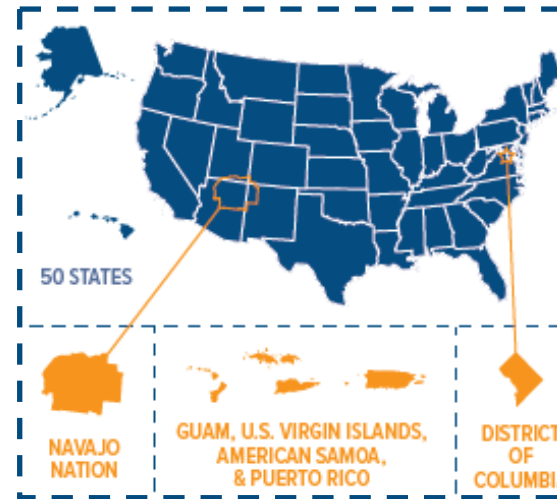 50 STATES
NAVAJO
NATION
GUAM, U.S. VIRGIN ISLANDS,
AMERICAN SAMOA,
& PUERTO RICO
DISTRICT
OF
COLUMBI